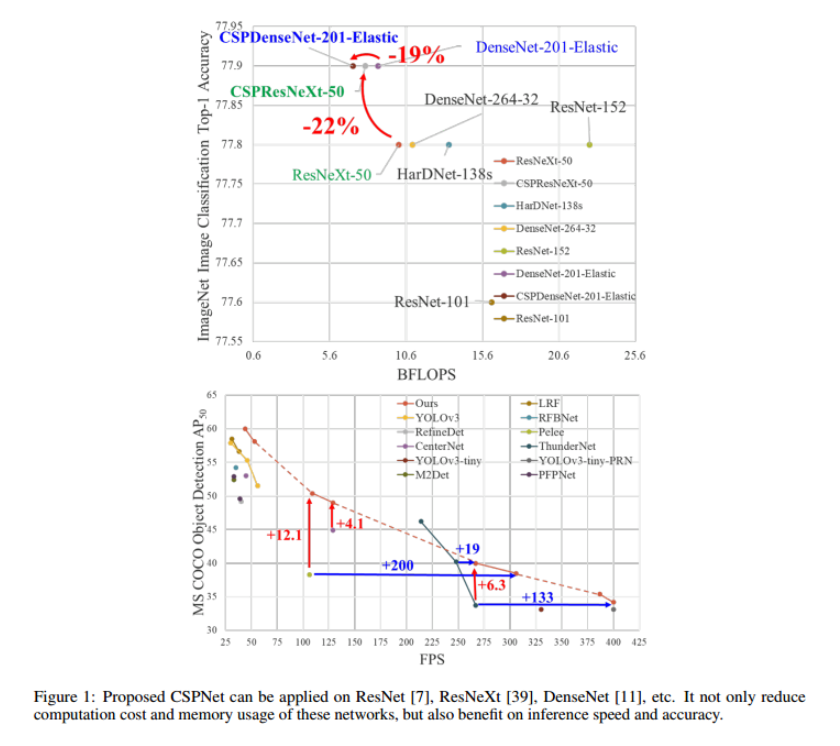 ImageNet Image Classification Top-1 Accuracy
77.95
77.9
77.85
77.8
77.75
77.7
77.65
77.6
77.55
CSPDenseNet-201-Elastic
-19%
DenseNet-201-Elastic
CSPResNeXt-50
DenseNet-264-32
ResNet-152
-22%
ResNeXt-50
HarDNet-138s
ResNet-101
ResNeXt-50
CSPResNeXt-50
HarDNet-138s
DenseNet-264-32
ResNet-152
DenseNet-201-Elastic
CSPDenseNet-201-Elastic
ResNet-101
0.6 5.6 10.6 15.6 20.6 25.6
BFLOPS
MS COCO Object Detection AP50
65
60
55
50
45
40
35
30
Ours LRF
YOLOv3 RFBNet
RefineDet Pelee
CenterNet ThunderNet
YOLOv3-tiny YOLOv3-tiny-PRN
M2Det PFPNet
+12.1
+4.1
+19
+200
+6.3
+133
25 50 75 100 125 150 175 200 225 250 275 300 325 350 375 400 425
FPS
Figure 1: Proposed CSPNet can be applied on ResNet [7], ResNeXt [39], DenseNet [11], etc. It not only reduce
computation cost and memory usage of these networks, but also benefit on inference speed and accuracy.